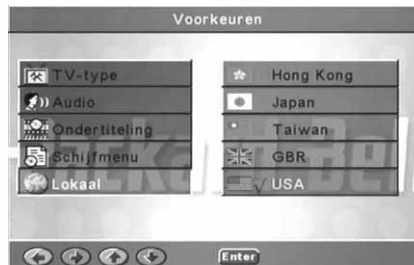 Voorkeuren
TV-type
Audio
Ondertiteling
Schijfmenu
Lokaal
Hong Kong
Japan
Taiwan
GBR
USA
Enter